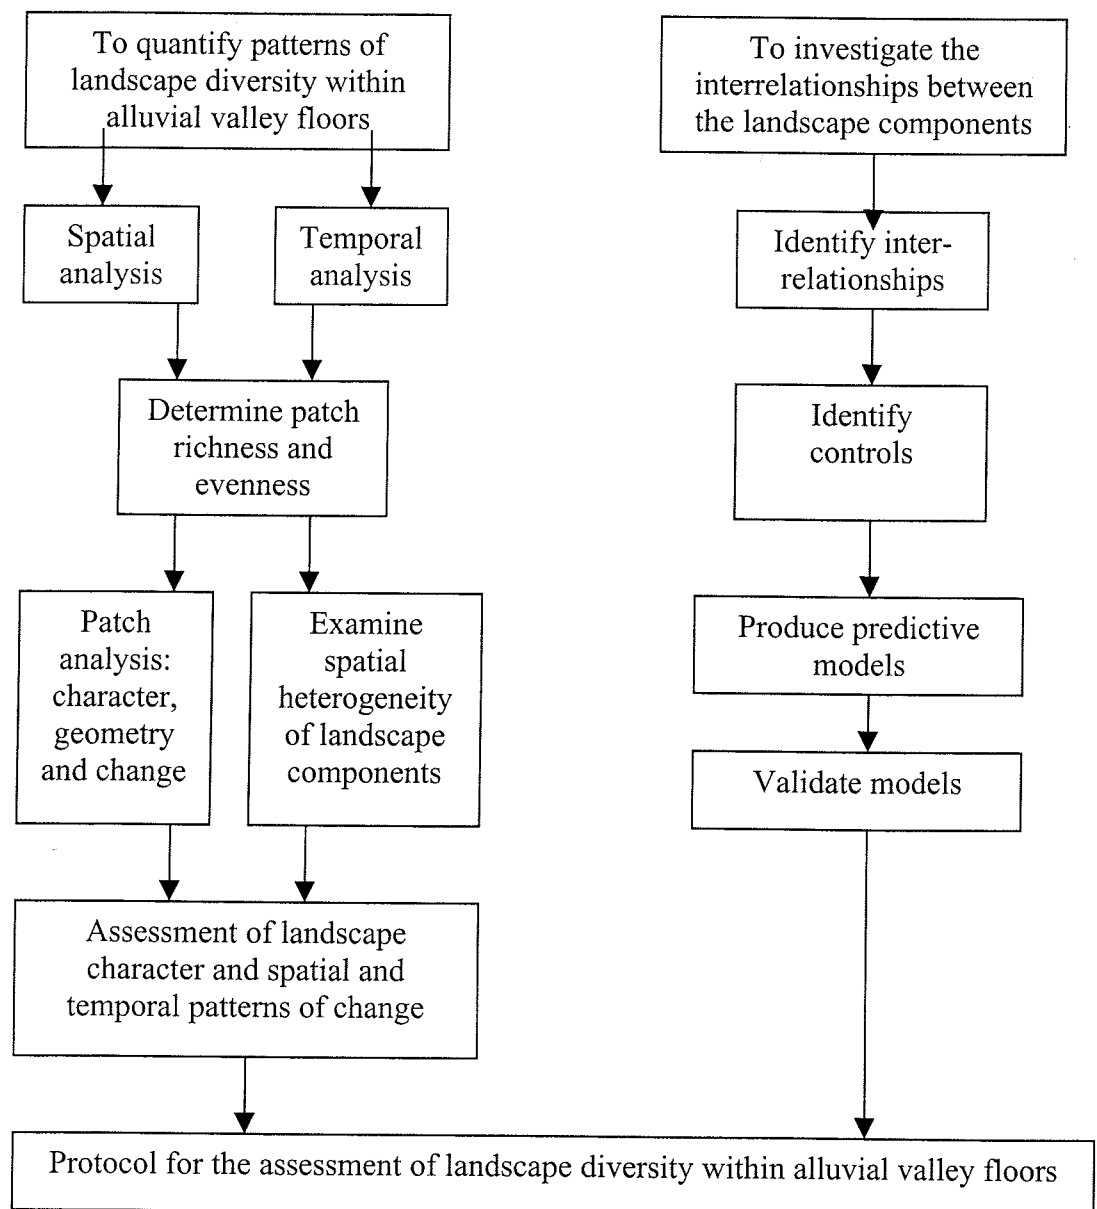 To quantify patterns of
landscape diversity within
alluvial valley floors
To investigate the
interrelationships between
the landscape components
Spatial
analysis
Temporal
analysis
Identify inter-
relationships
Determine patch
richness and
evenness
Identify
controls
Patch
analysis:
character,
geometry
and change
Examine
spatial
heterogeneity
of landscape
components
Produce predictive
models
Validate models
Assessment of landscape
character and spatial and
temporal patterns of change
Protocol for the assessment of landscape diversity within alluvial valley floors